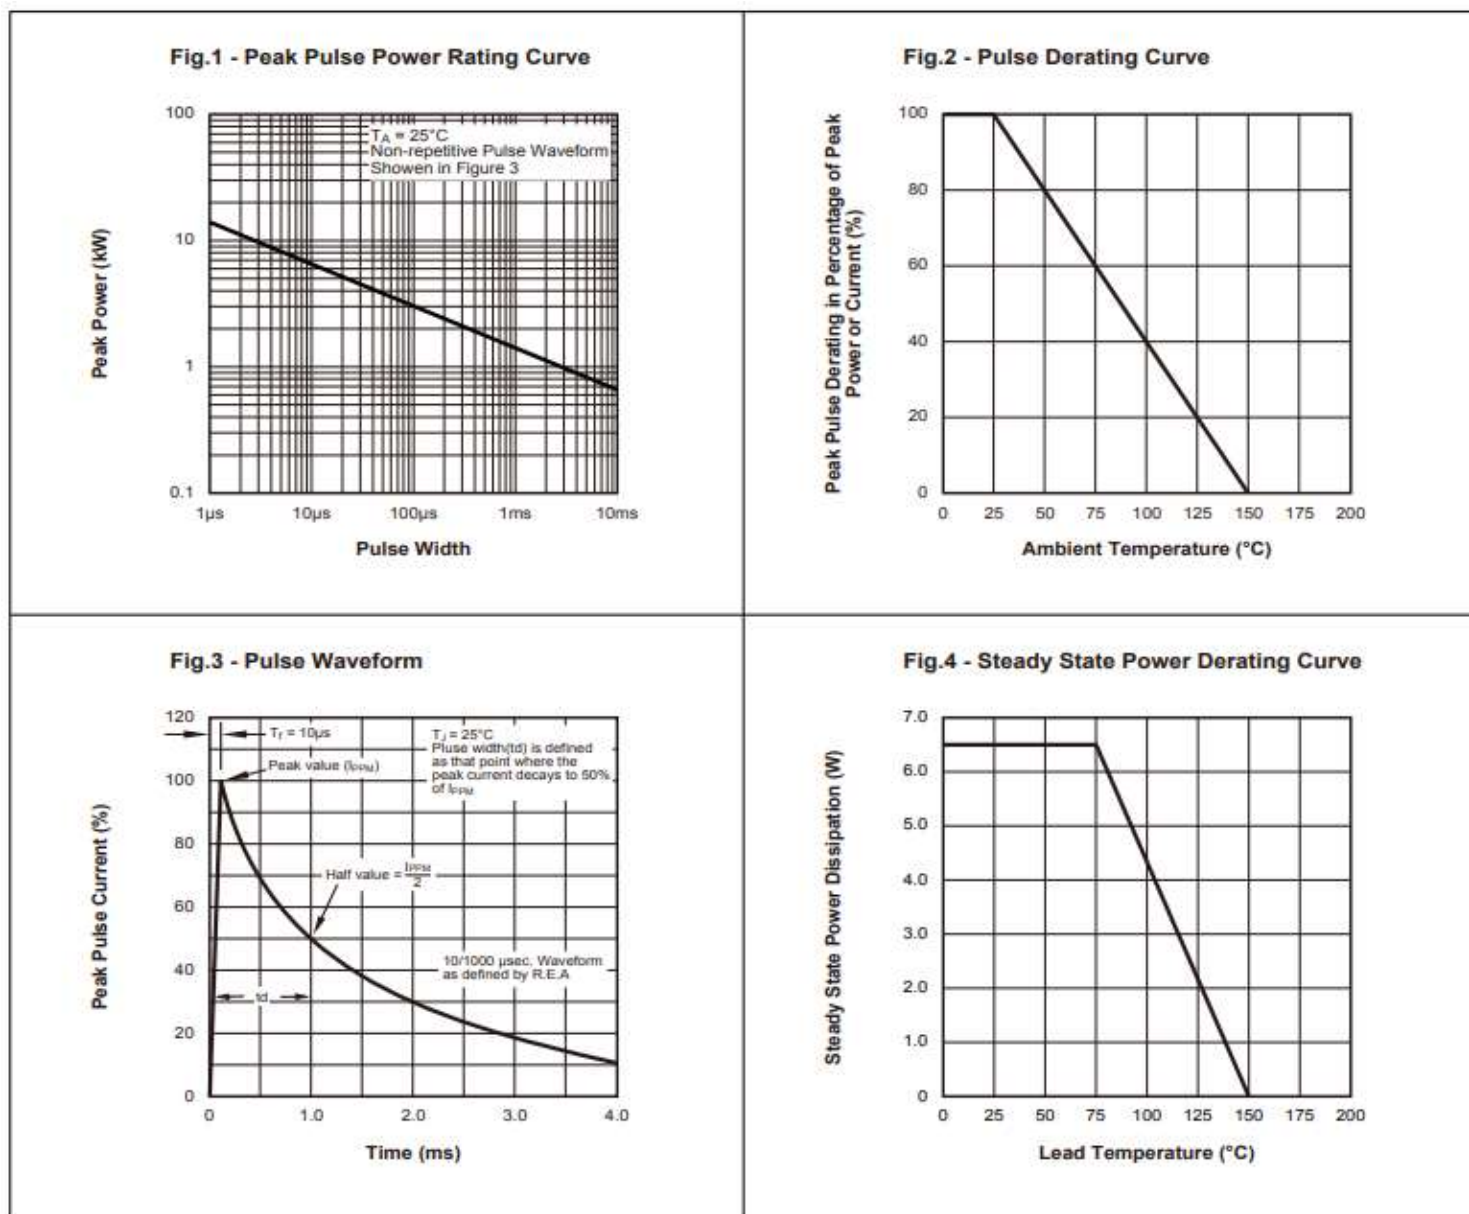 Fig.1 - Peak Pulse Power Rating Curve
100
10
1
0.1
Peak Power (kW)
TA = 25°C
Non-repetitive Pulse Waveform
Showen in Figure 3
1µs 10µs 100µs 1ms 10ms
Pulse Width
Fig.2 - Pulse Derating Curve
Peak Pulse Derating in Percentage of Peak
Power or Current (%)
100
80
60
40
20
0
0 25 50 75 100 125 150 175 200
Ambient Temperature (°C)
Fig.3 - Pulse Waveform
Peak Pulse Current (%)
120
100
80
60
40
20
0
Tf = 10µs
Peak value (IPPM)
TJ = 25°C
Pluse width(td) is defined
as that point where the
peak current decays to 50%
of IPPM
Half value = IPPM
2
10/1000 µsec. Waveform
as defined by R.E.A
td
0 1.0 2.0 3.0 4.0
Time (ms)
Fig.4 - Steady State Power Derating Curve
Steady State Power Dissipation (W)
7.0
6.0
5.0
4.0
3.0
2.0
1.0
0
0 25 50 75 100 125 150 175 200
Lead Temperature (°C)